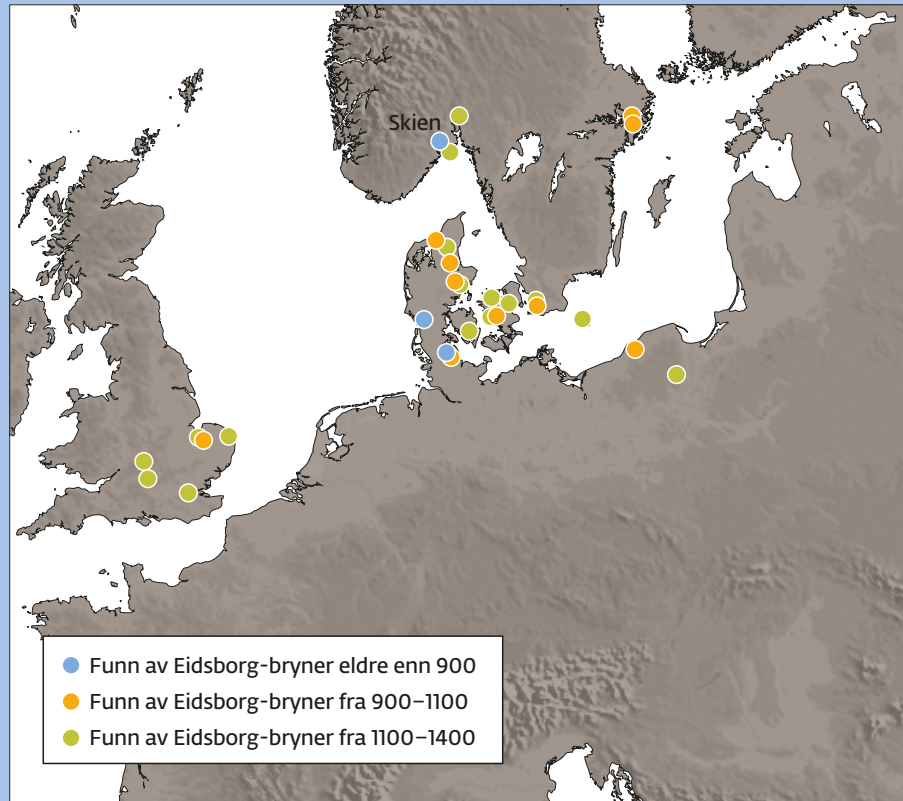 Skien
Funn av Eidsborg-bryner eldre enn 900
Funn av Eidsborg-bryner fra 900–1100
Funn av Eidsborg-bryner fra 1100–1400